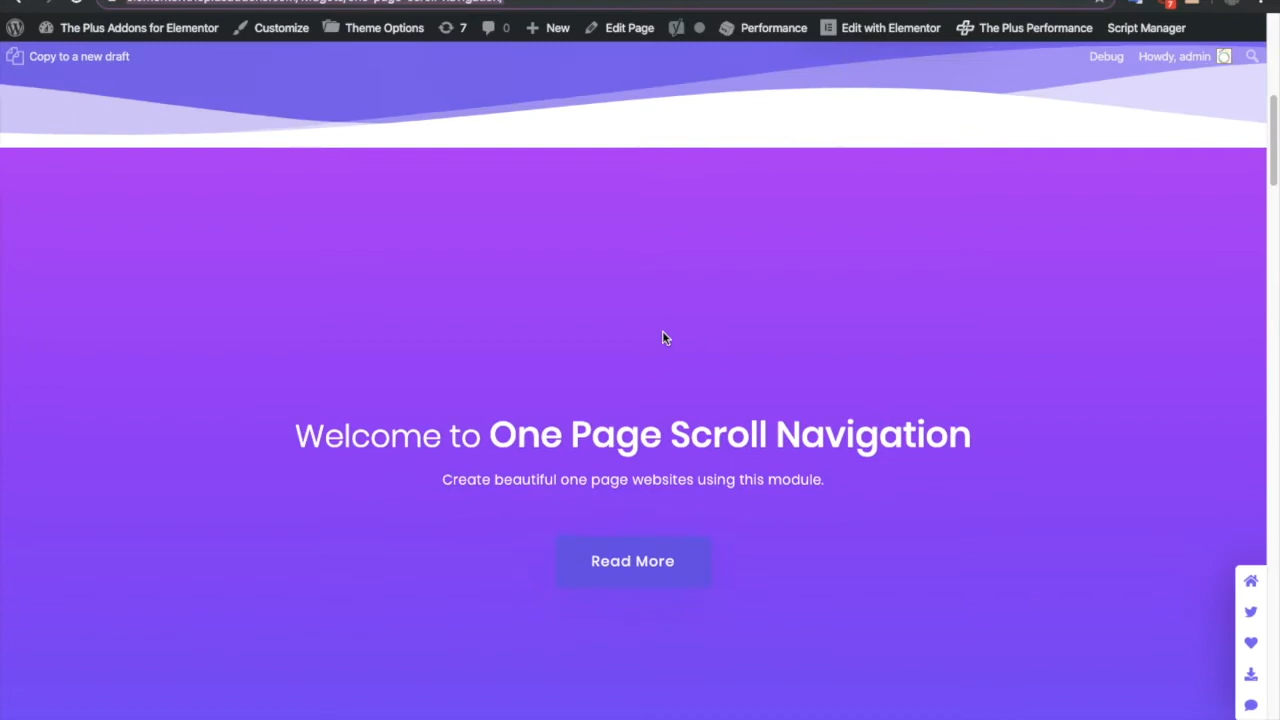 The Plus Addons for Elementor Customize Theme Options 7 0 New Edit Page Performance Edit with Elementor The Plus Performance Script Manager
Copy to a new draft Debug Howdy, admin
Welcome to One Page Scroll Navigation
Create beautiful one page websites using this module.
Read More